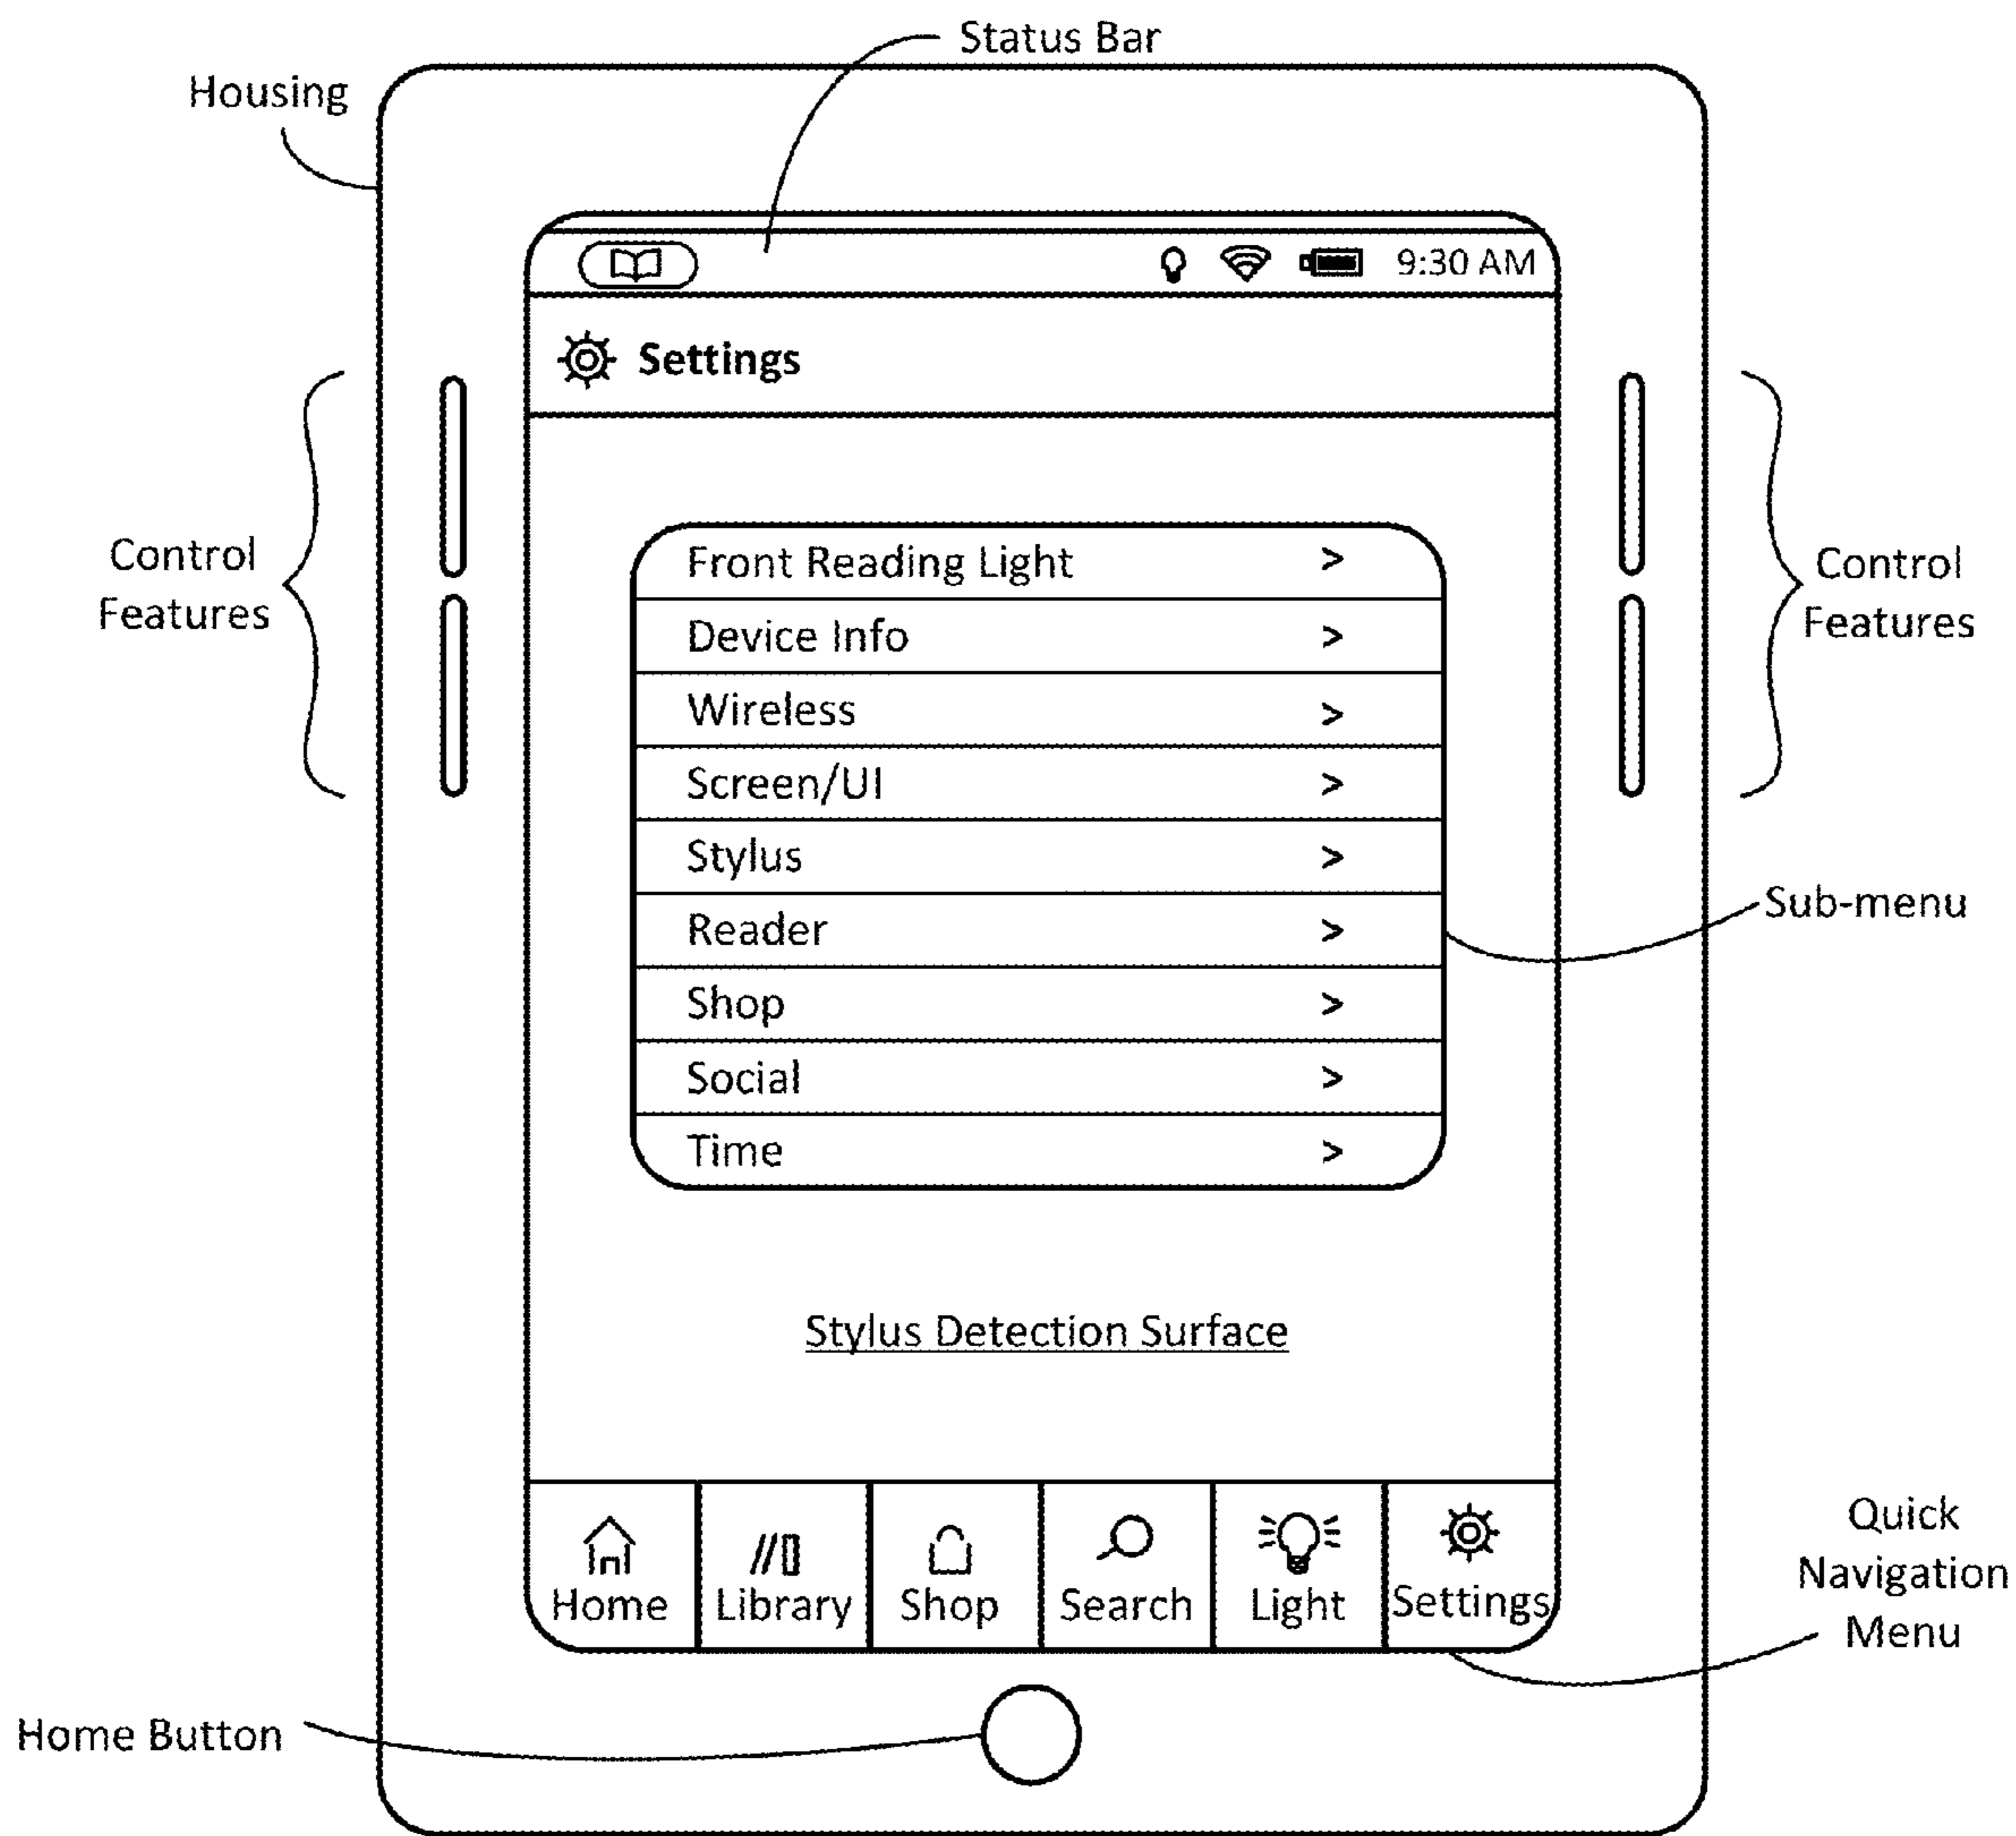 Status Bar
Housing
9:30 AM
Settings
Control
Features
Control
Features
Front Reading Light >
Device Info >
Wireless >
Screen/UI >
Stylus >
Reader >
Sub-menu
Shop >
Social >
Time >
Stylus Detection Surface
Home Library Shop Search Light Settings
Quick
Navigation
Menu
Home Button